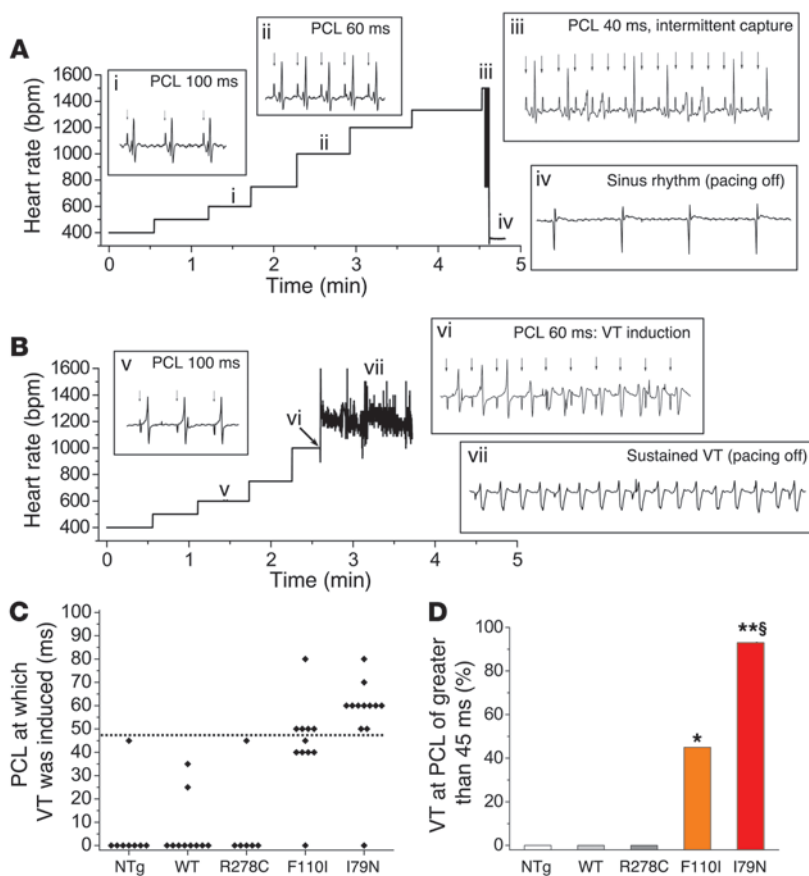 A
Heart rate (bpm)
1600
1400
1200
1000
800
600
400
0 1 2 3 4 5
Time (min)
i
ii
iii
iv
i
PCL 100 ms
ii
PCL 60 ms
iii
PCL 40 ms, intermittent capture
iv
Sinus rhythm (pacing off)
B
Heart rate (bpm)
1600
1400
1200
1000
800
600
400
0 1 2 3 4 5
Time (min)
v
vi
vii
v
PCL 100 ms
vi
PCL 60 ms: VT induction
vii
Sustained VT (pacing off)
C
PCL at which
VT was induced (ms)
100
90
80
70
60
50
40
30
20
10
0
NTg WT R278C F110I I79N
D
VT at PCL of greater
than 45 ms (%)
100
80
60
40
20
0
*
**§
NTg WT R278C F110I I79N